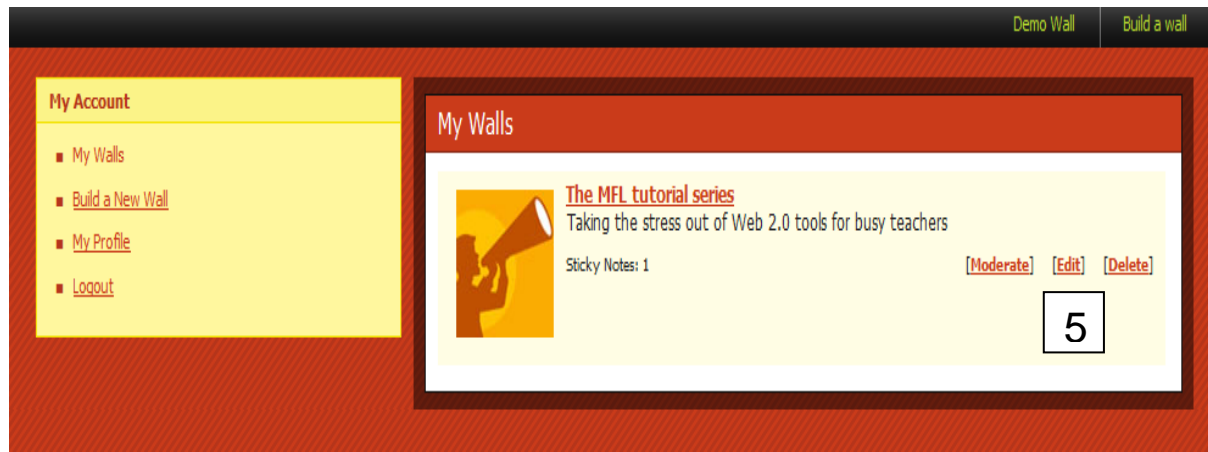 Demo Wall Build a wall
My Account
My Walls
Build a New Wall
My Profile
Logout
My Walls
The MFL tutorial series
Taking the stress out of Web 2.0 tools for busy teachers
Sticky Notes: 1 [Moderate] [Edit] [Delete]
5